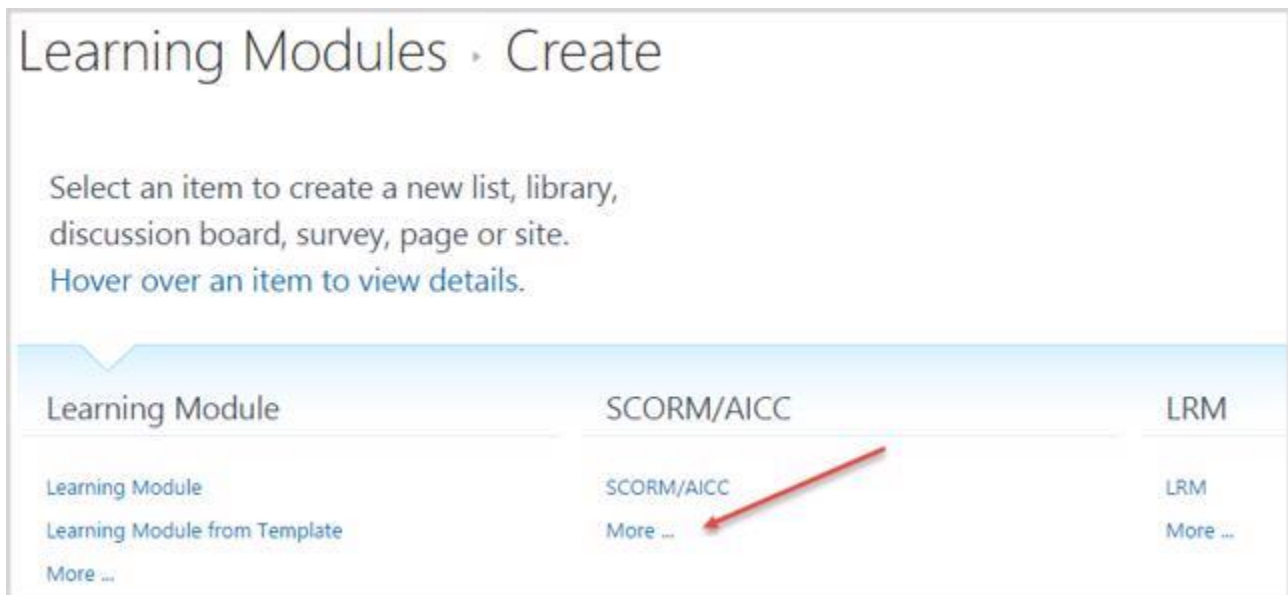 Learning Modules ▸ Create
Select an item to create a new list, library,
discussion board, survey, page or site.
Hover over an item to view details.
Learning Module
Learning Module
Learning Module from Template
More ...
SCORM/AICC
SCORM/AICC
More ...
LRM
LRM
More ...